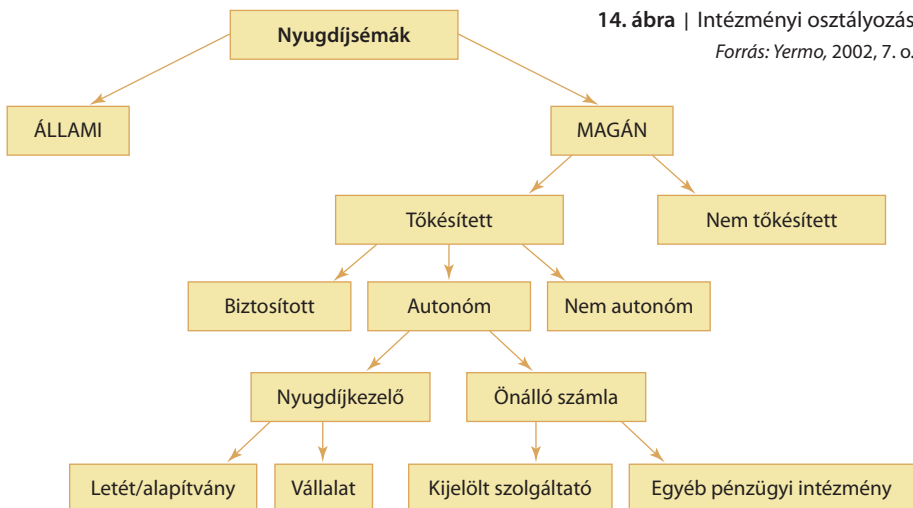 14. ábra | Intézményi osztályozás
Forrás: Yermo, 2002, 7. o.
Nyugdíjsémák
ÁLLAMI
MAGÁN
Tőkésített
Nem tőkésített
Biztosított
Autonóm
Nem autonóm
Nyugdíjkezelő
Önálló számla
Letét/alapítvány
Vállalat
Kijelölt szolgáltató
Egyéb pénzügyi intézmény